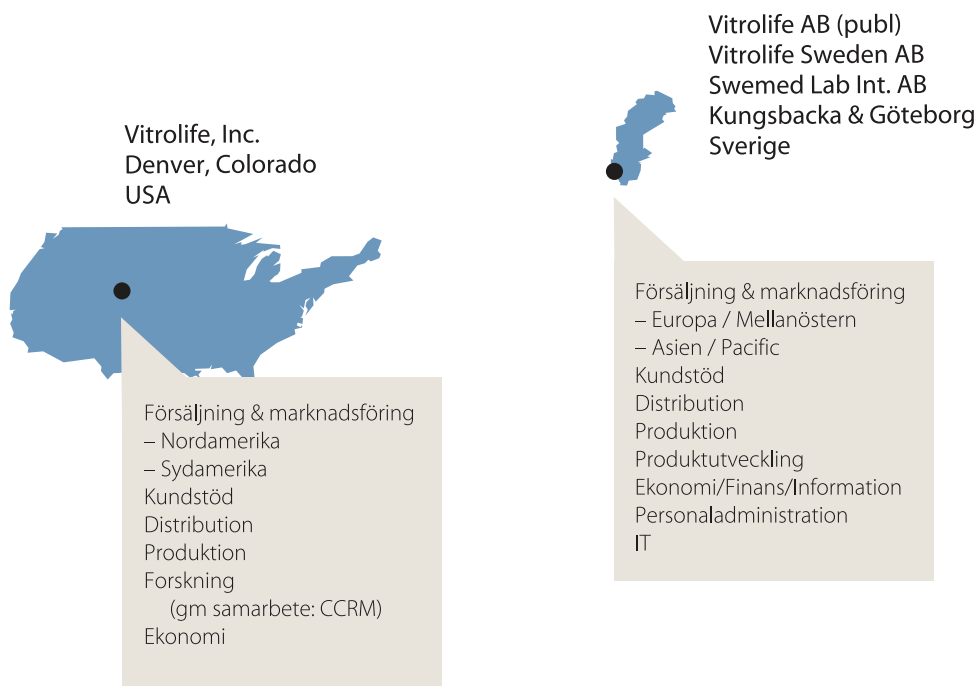 Vitrolife, Inc.
Denver, Colorado
USA
Försäljning & marknadsföring
– Nordamerika
– Sydamerika
Kundstöd
Distribution
Produktion
Forskning
(gm samarbete: CCRM)
Ekonomi
Vitrolife AB (publ)
Vitrolife Sweden AB
Swemed Lab Int. AB
Kungsbacka & Göteborg
Sverige
Försäljning & marknadsföring
– Europa / Mellanöstern
– Asien / Pacific
Kundstöd
Distribution
Produktion
Produktutveckling
Ekonomi/Finans/Information
Personaladministration
IT